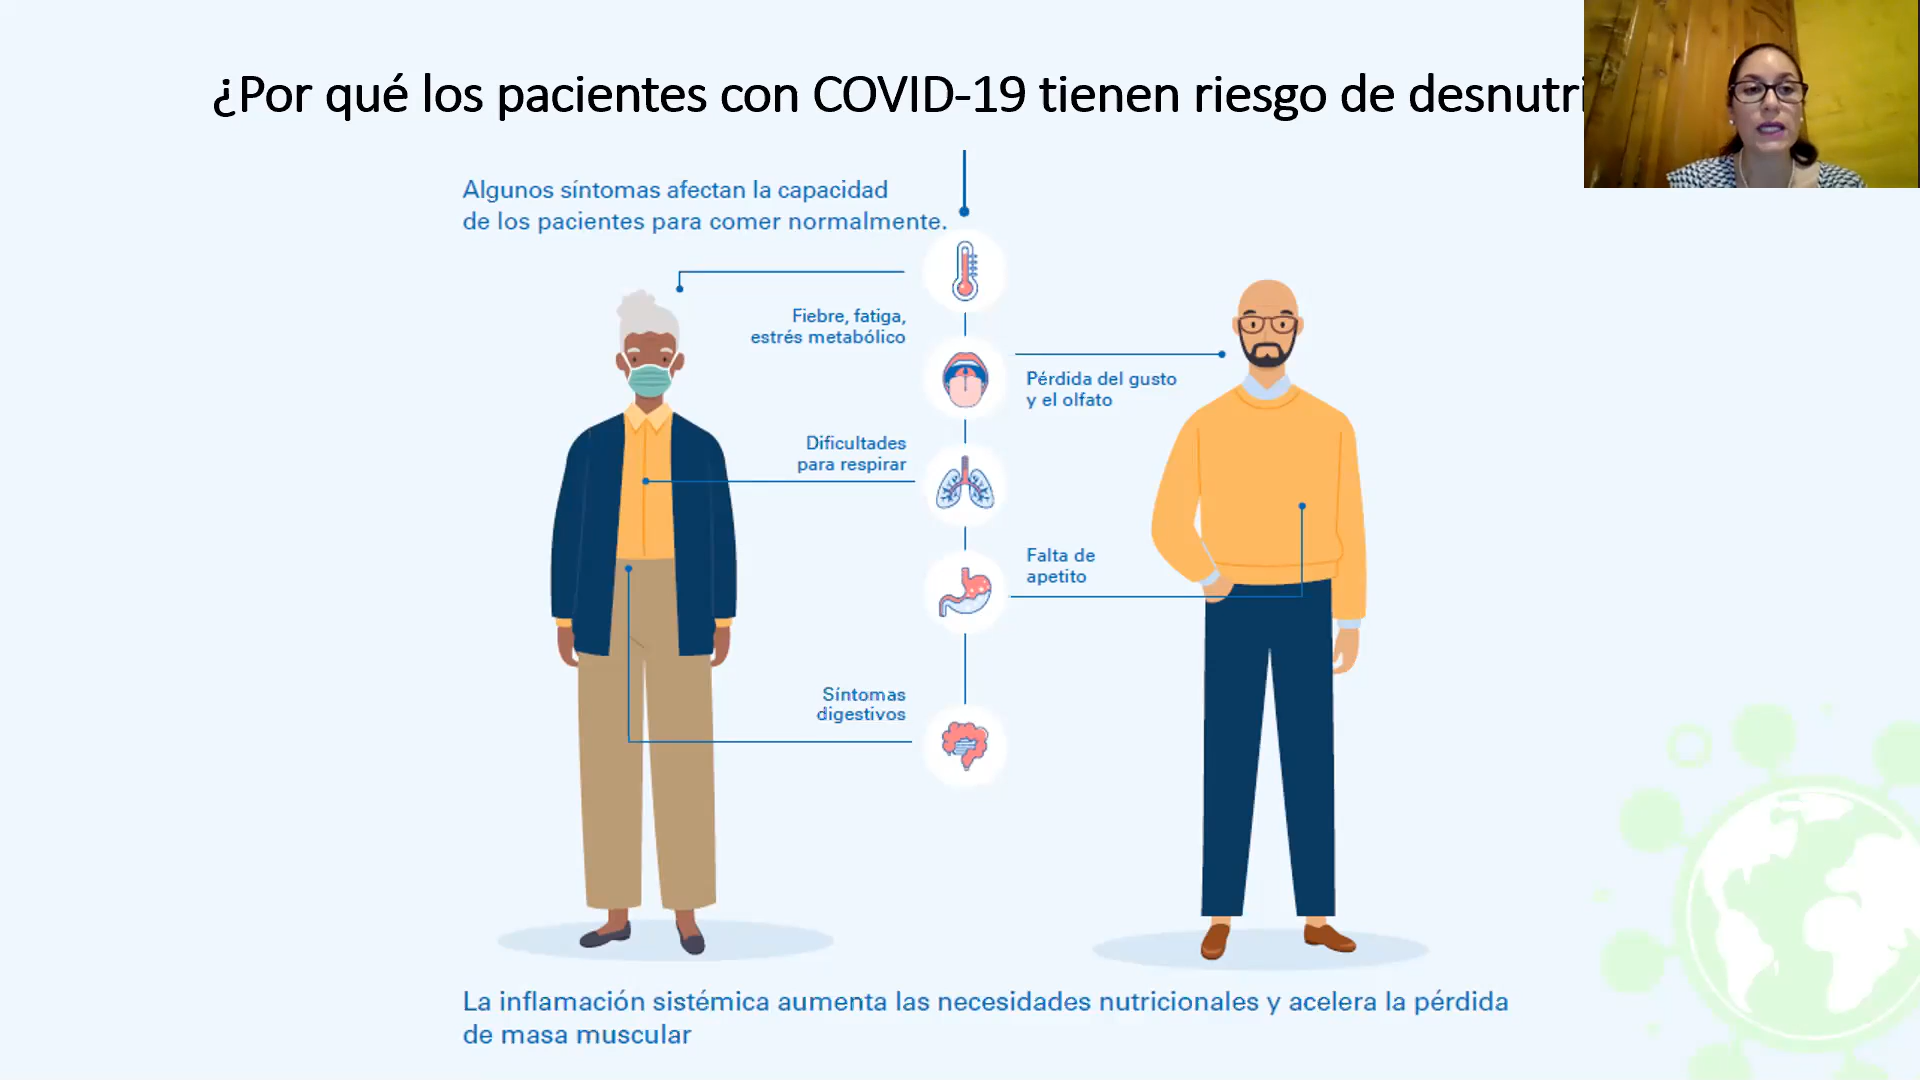 ¿Por qué los pacientes con COVID-19 tienen riesgo de
Algunos síntomas afectan la capacidad
de los pacientes para comer normalmente.
Fiebre, fatiga,
estrés metabólico
Pérdida del gusto
y el olfato
Dificultades
para respirar
Falta de
apetito
Síntomas
digestivos
La inflamación sistémica aumenta las necesidades nutricionales y acelera la pérdida
de masa muscular